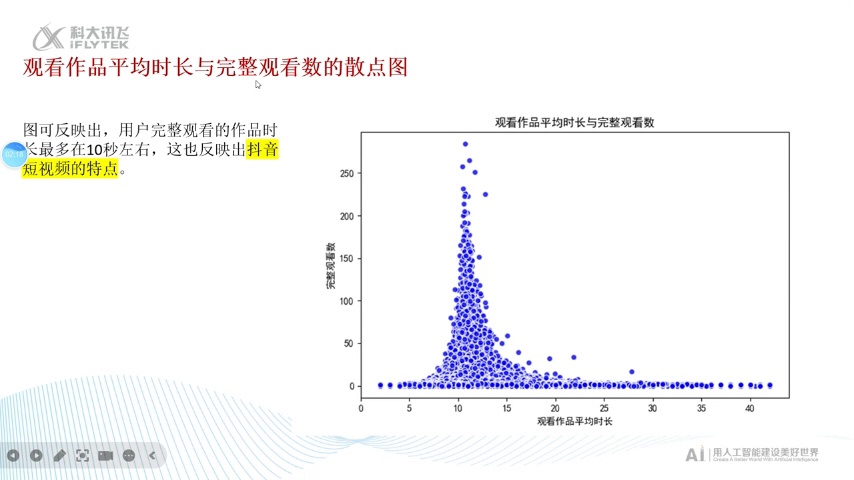 科大讯飞
iFLYTEK
观看作品平均时长与完整观看数的散点图
图可反映出，用户完整观看的作品时
长最多在10秒左右，这也反映出抖音
短视频的特点。
02:18
观看作品平均时长与完整观看数
完整观看数
250
200
150
100
50
0
0 5 10 15 20 25 30 35 40
观看作品平均时长
AI 用人工智能建设美好世界
Create A Better World With Artificial Intelligence